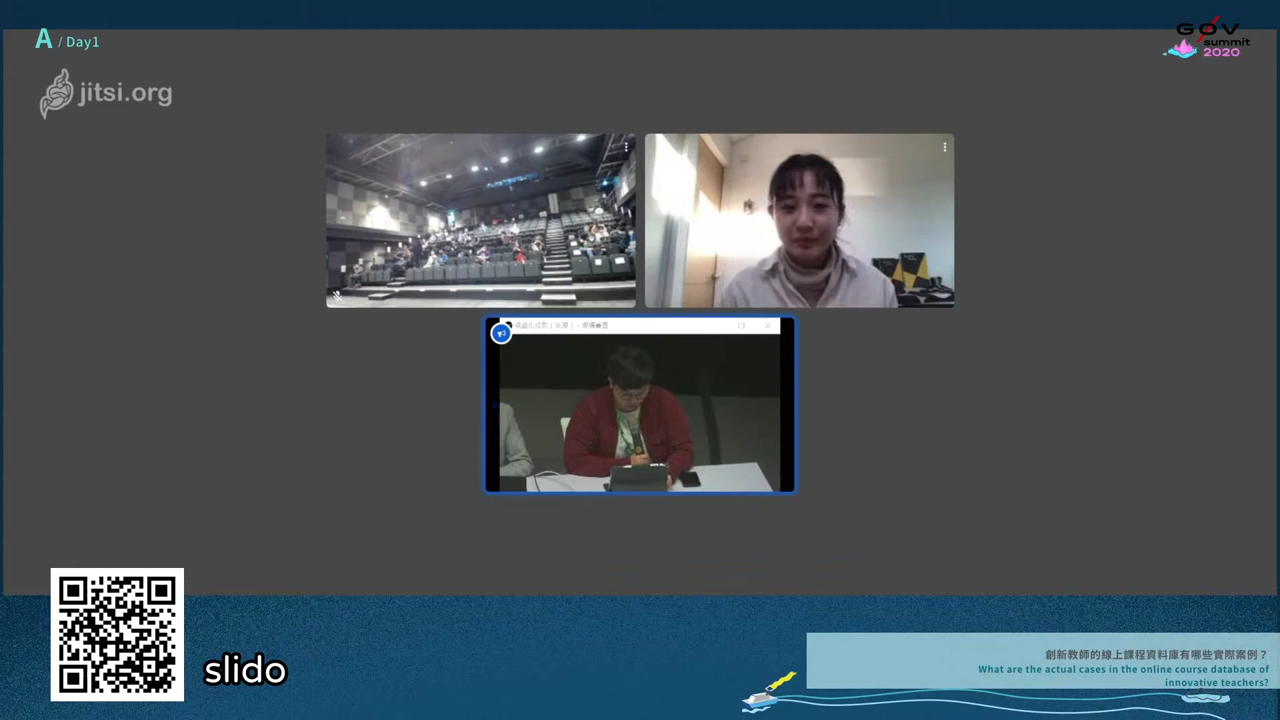 A / Day1
GØV
summit
2020
jitsi.org
slido
創新教師的線上課程資料庫有哪些實際案例？
What are the actual cases in the online course database of
innovative teachers?